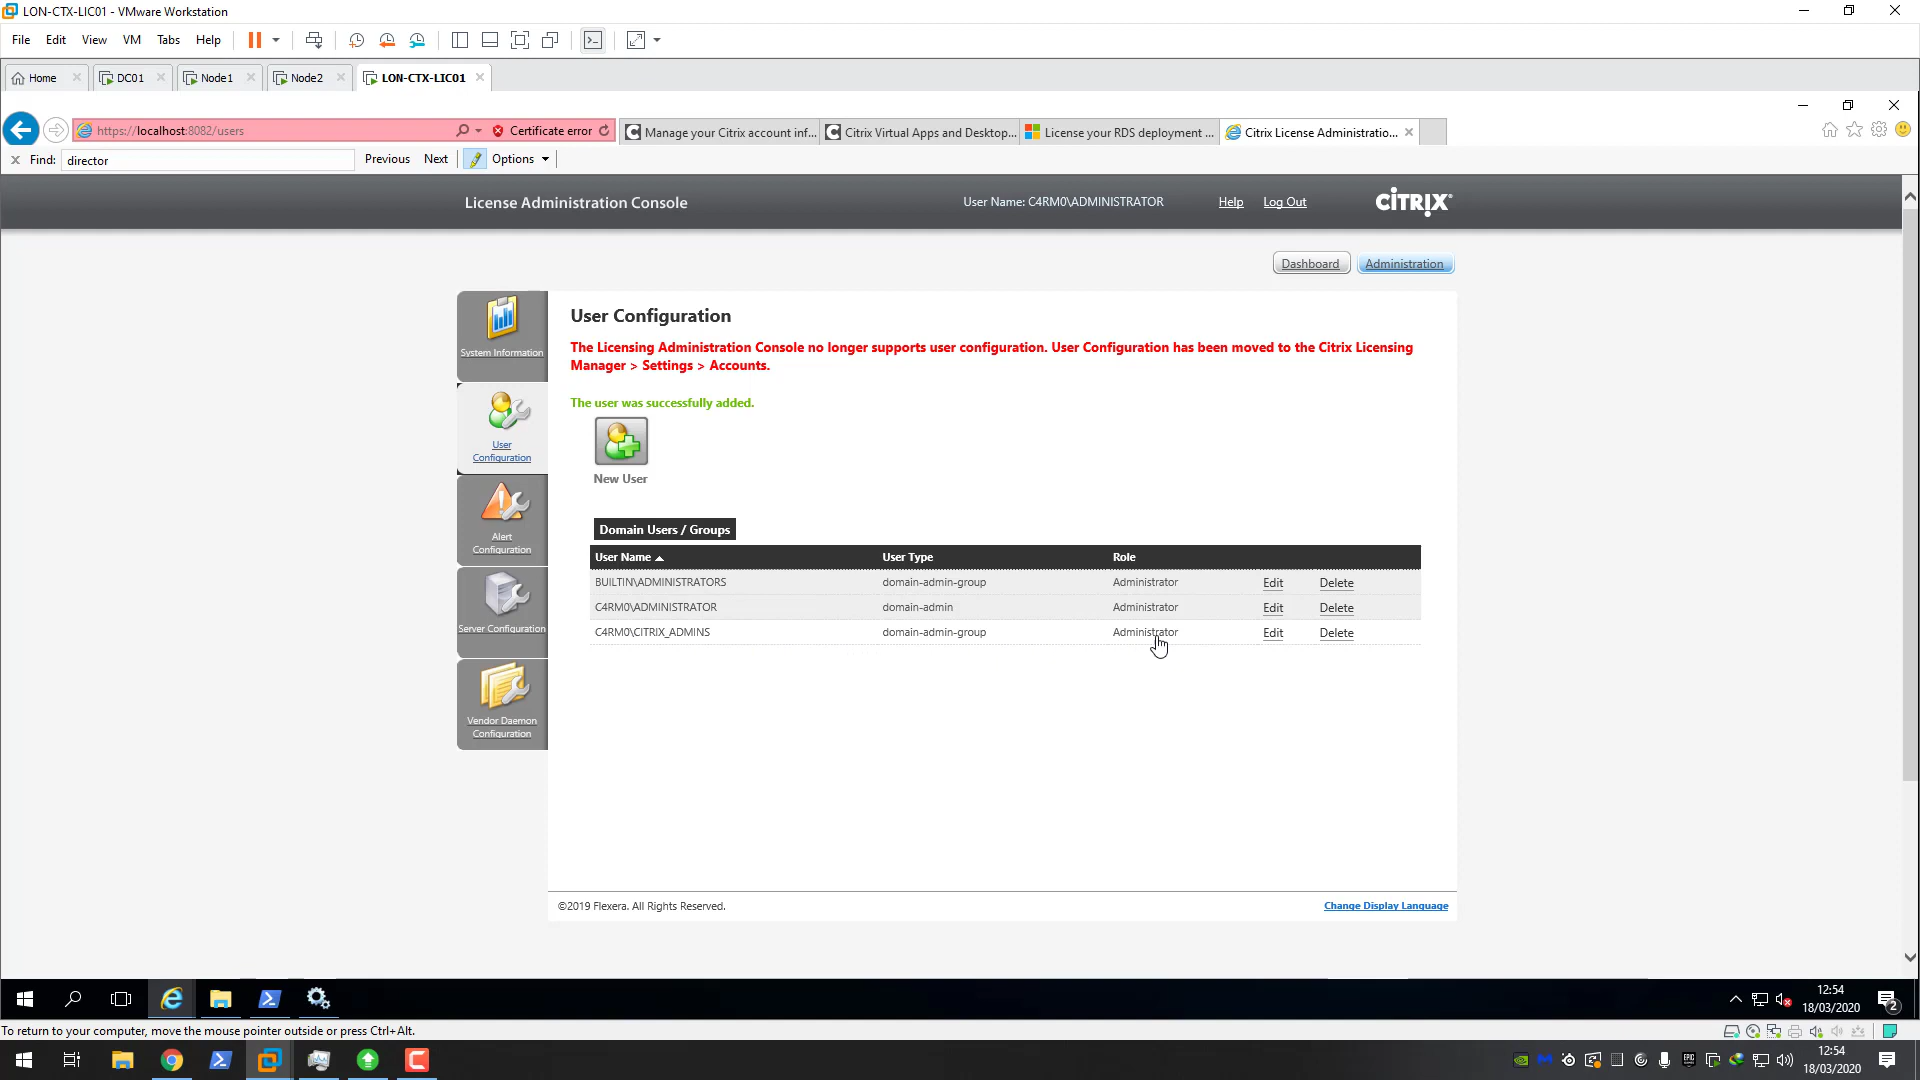 LON-CTX-LIC01 - VMware Workstation
File Edit View VM Tabs Help
Home DC01 Node1 Node2 LON-CTX-LIC01
https://localhost:8082/users Certificate error Manage your Citrix account inf... Citrix Virtual Apps and Desktop... License your RDS deployment ... Citrix License Administratio...
Find: director Previous Next Options
License Administration Console User Name: C4RM0\ADMINISTRATOR Help Log Out CİTRIX
Dashboard Administration
System Information
User
Configuration
Alert
Configuration
Server Configuration
Vendor Daemon
Configuration
User Configuration
The Licensing Administration Console no longer supports user configuration. User Configuration has been moved to the Citrix Licensing
Manager > Settings > Accounts.
The user was successfully added.
New User
Domain Users / Groups
User Name User Type Role
BUILTIN\ADMINISTRATORS domain-admin-group Administrator Edit Delete
C4RM0\ADMINISTRATOR domain-admin Administrator Edit Delete
C4RM0\CITRIX_ADMINS domain-admin-group Administrator Edit Delete
©2019 Flexera. All Rights Reserved. Change Display Language
12:54
18/03/2020
2
To return to your computer, move the mouse pointer outside or press Ctrl+Alt.
12:54
18/03/2020